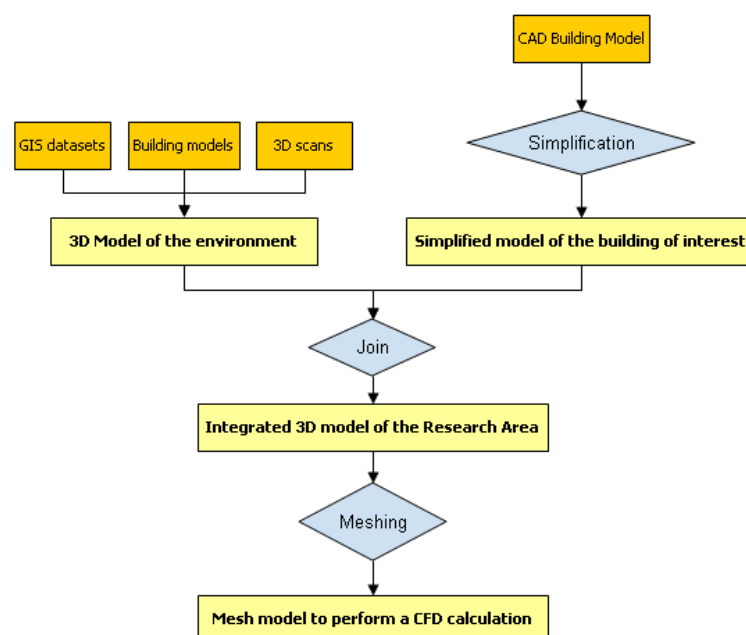 CAD Building Model
Simplification
GIS datasets
Building models
3D scans
3D Model of the environment
Simplified model of the building of interest
Join
Integrated 3D model of the Research Area
Meshing
Mesh model to perform a CFD calculation